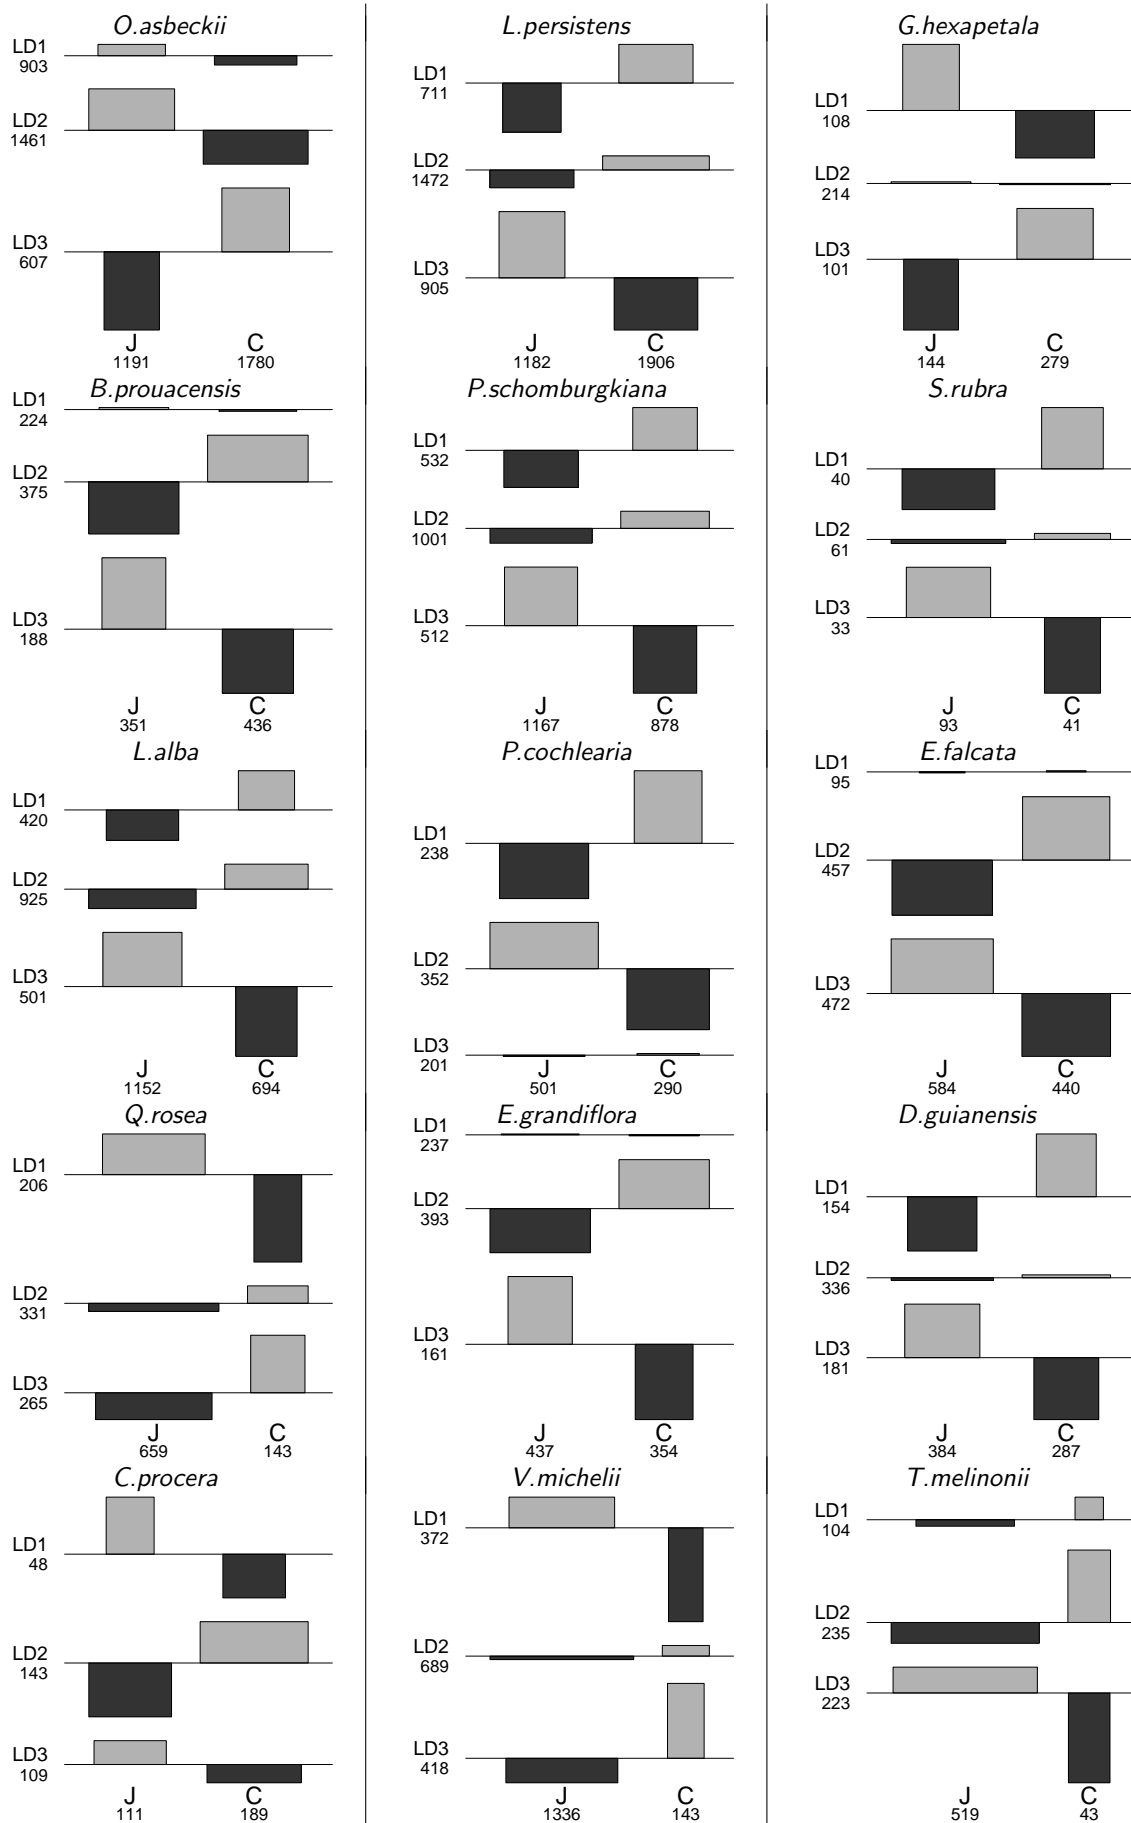 O.asbeckii
LD1
903
LD2
1461
LD3
607
J C
1191 1780
L.persistens
LD1
711
LD2
1472
LD3
905
J C
1182 1906
G.hexapetala
LD1
108
LD2
214
LD3
101
J C
144 279
B.prouacensis
LD1
224
LD2
375
LD3
188
J C
351 436
P.schomburgkiana
LD1
532
LD2
1001
LD3
512
J C
1167 878
S.rubra
LD1
40
LD2
61
LD3
33
J C
93 41
L.alba
LD1
420
LD2
925
LD3
501
J C
1152 694
P.cochlearia
LD1
238
LD2
352
LD3
201
J C
501 290
E.falcata
LD1
95
LD2
457
LD3
472
J C
584 440
Q.rosea
LD1
206
LD2
331
LD3
265
J C
659 143
E.grandiflora
LD1
237
LD2
393
LD3
161
J C
437 354
D.guianensis
LD1
154
LD2
336
LD3
181
J C
384 287
C.procera
LD1
48
LD2
143
LD3
109
J C
111 189
V.michelii
LD1
372
LD2
689
LD3
418
J C
1336 143
T.melinonii
LD1
104
LD2
235
LD3
223
J C
519 43